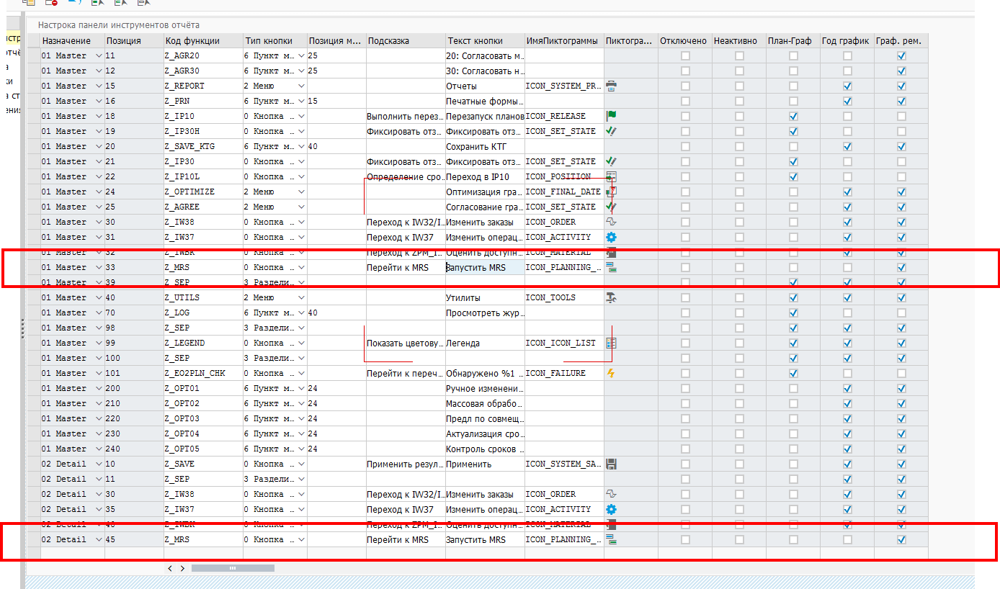 Настрока панели инструментов отчёта
Назначение Позиция Код функции Тип кнопки Позиция м... Подсказка Текст кнопки ИмяПиктограммы Пиктогра... Отключено Неактивно План-Граф Год график Граф. рем.
01 Master 11 Z_AGR20 6 Пункт м... 25 20: Согласовать м...
01 Master 12 Z_AGR30 6 Пункт м... 25 30: Согласовать н...
01 Master 15 Z_REPORT 2 Меню Отчеты ICON_SYSTEM_PR...
01 Master 16 Z_PRN 6 Пункт м... 15 Печатные формы...
01 Master 18 Z_IP10 0 Кнопка ... Выполнить перез... Перезапуск планов ICON_RELEASE
01 Master 19 Z_IP30H 0 Кнопка ... Фиксировать отз... Фиксировать отз... ICON_SET_STATE
01 Master 20 Z_SAVE_KTG 6 Пункт м... 40 Сохранить КТГ
01 Master 21 Z_IP30 0 Кнопка ... Фиксировать отз... Фиксировать отз... ICON_SET_STATE
01 Master 22 Z_IP10L 0 Кнопка ... Определение сро... Переход в IP10 ICON_POSITION
01 Master 24 Z_OPTIMIZE 2 Меню Оптимизация гра... ICON_FINAL_DATE
01 Master 25 Z_AGREE 2 Меню Согласование гра... ICON_SET_STATE
01 Master 30 Z_IW38 0 Кнопка ... Переход к IW32/I... Изменить заказы ICON_ORDER
01 Master 31 Z_IW37 0 Кнопка ... Переход к IW37 Изменить операц... ICON_ACTIVITY
01 Master 32 Z_IWBK 0 Кнопка ... Переход к ZPM_I... Оценить доступн... ICON_MATERIAL
01 Master 33 Z_MRS 0 Кнопка ... Перейти к MRS Запустить MRS ICON_PLANNING_...
01 Master 39 Z_SEP 3 Раздели...
01 Master 40 Z_UTILS 2 Меню Утилиты ICON_TOOLS
01 Master 70 Z_LOG 6 Пункт м... 40 Просмотреть жур...
01 Master 98 Z_SEP 3 Раздели...
01 Master 99 Z_LEGEND 0 Кнопка ... Показать цветову... Легенда ICON_ICON_LIST
01 Master 100 Z_SEP 3 Раздели...
01 Master 101 Z_EO2PLN_CHK 0 Кнопка ... Перейти к переч... Обнаружено %1 ... ICON_FAILURE
01 Master 200 Z_OPT01 6 Пункт м... 24 Ручное изменени...
01 Master 210 Z_OPT02 6 Пункт м... 24 Массовая обрабо...
01 Master 220 Z_OPT03 6 Пункт м... 24 Предл по совмещ...
01 Master 230 Z_OPT04 6 Пункт м... 24 Актуализация сро...
01 Master 240 Z_OPT05 6 Пункт м... 24 Контроль сроков ...
02 Detail 10 Z_SAVE 0 Кнопка ... Применить резул... Применить ICON_SYSTEM_SA...
02 Detail 11 Z_SEP 3 Раздели...
02 Detail 30 Z_IW38 0 Кнопка ... Переход к IW32/I... Изменить заказы ICON_ORDER
02 Detail 35 Z_IW37 0 Кнопка ... Переход к IW37 Изменить операц... ICON_ACTIVITY
02 Detail 40 Z_IWBK 0 Кнопка ... Переход к ZPM_I... Оценить доступн... ICON_MATERIAL
02 Detail 45 Z_MRS 0 Кнопка ... Перейти к MRS Запустить MRS ICON_PLANNING_...